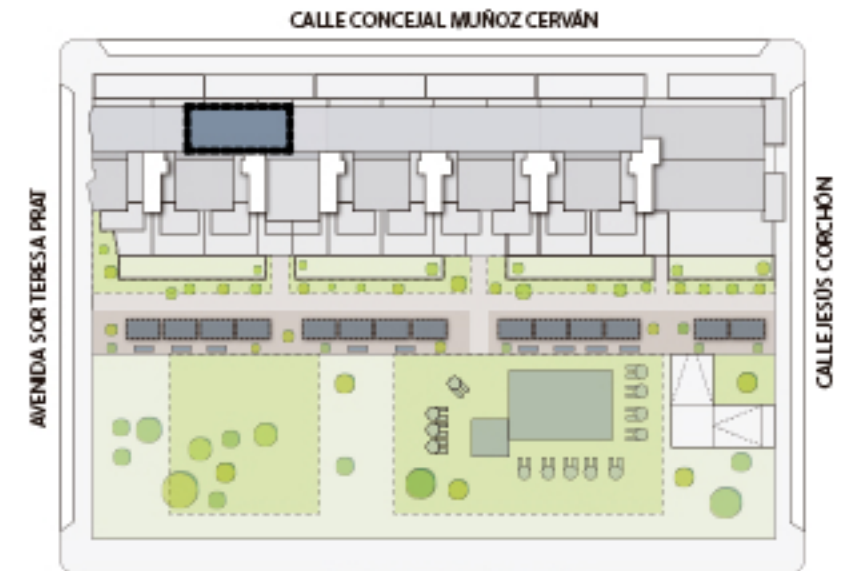 CALLE CONCEJAL MUÑOZ CERVÁN
AVENIDA SOR TERESA PRAT
CALLE JESÚS CORCHÓN